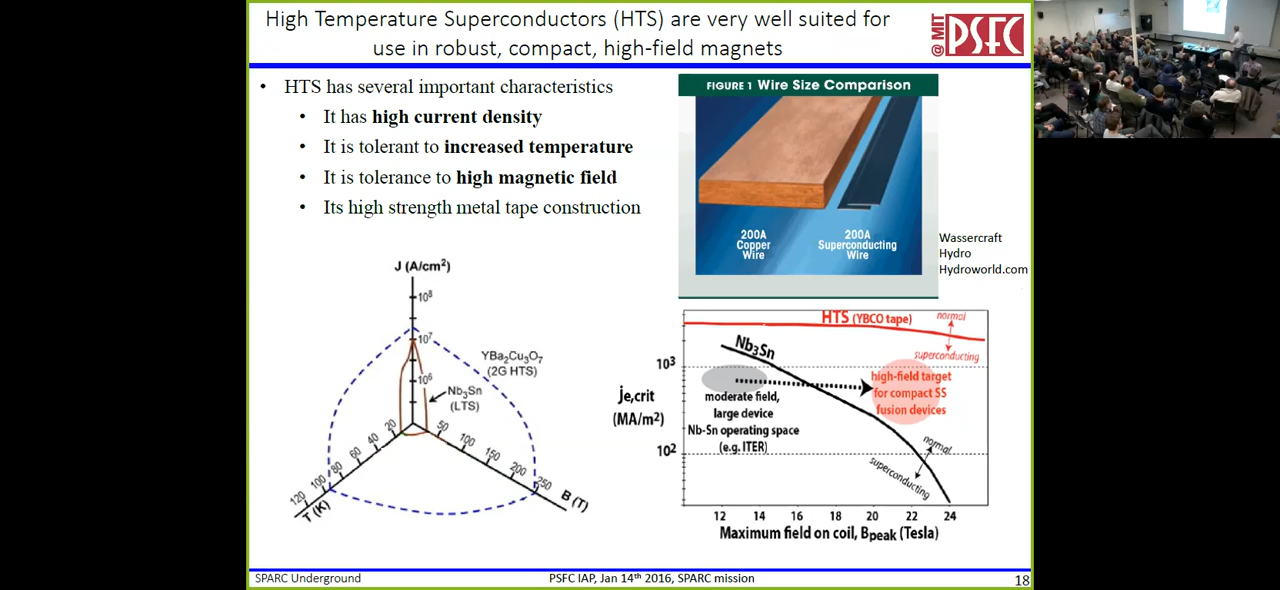 High Temperature Superconductors (HTS) are very well suited for
use in robust, compact, high-field magnets
@MIT
PSFC
• HTS has several important characteristics
• It has high current density
• It is tolerant to increased temperature
• It is tolerance to high magnetic field
• Its high strength metal tape construction
FIGURE 1 Wire Size Comparison
200A
Copper
Wire
200A
Superconducting
Wire
Wassercraft
Hydro
Hydroworld.com
J (A/cm²)
10⁸
10⁷
10⁶
YBa₂Cu₃O₇
(2G HTS)
Nb₃Sn
(LTS)
20
40
60
80
100
120
T (K)
50
100
150
200
250
B (T)
HTS (YBCO tape)
normal
superconducting
Nb₃Sn
10³
10²
je,crit
(MA/m²)
moderate field,
large device
Nb-Sn operating space
(e.g. ITER)
high-field target
for compact SS
fusion devices
normal
superconducting
12 14 16 18 20 22 24
Maximum field on coil, Bpeak (Tesla)
SPARC Underground
PSFC IAP, Jan 14th 2016, SPARC mission
18